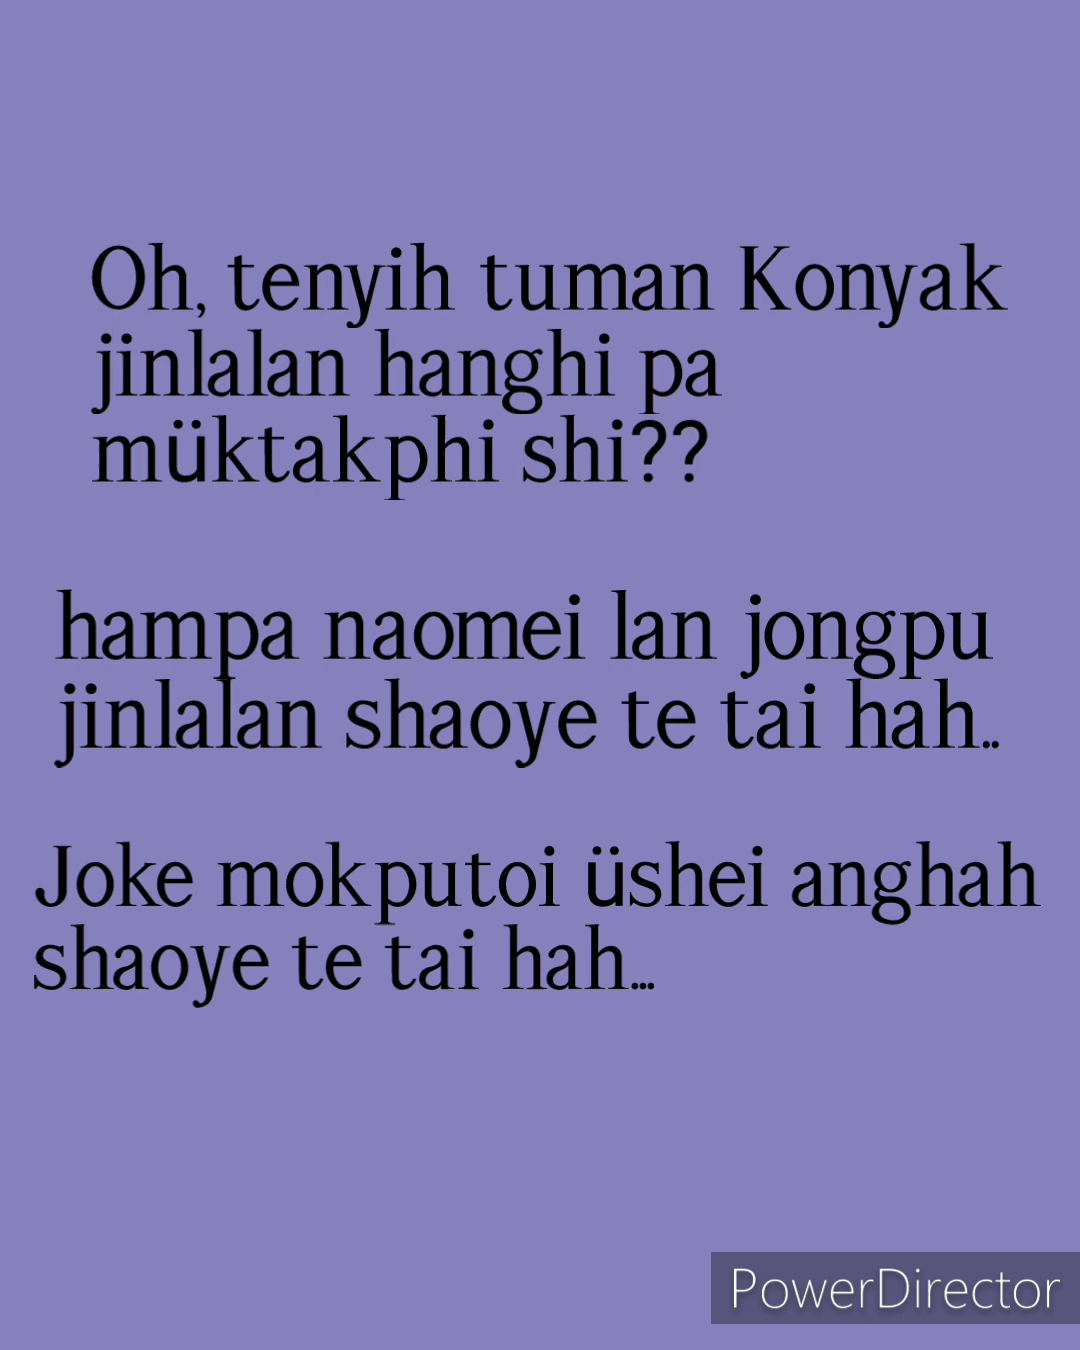 Oh, tenyih tuman Konyak
jinlalan hanghi pa
müktakphi shi??
hampa naomei lan jongpu
jinlalan shaoye te tai hah..
Joke mokputoi üshei anghah
shaoye te tai hah...
PowerDirector